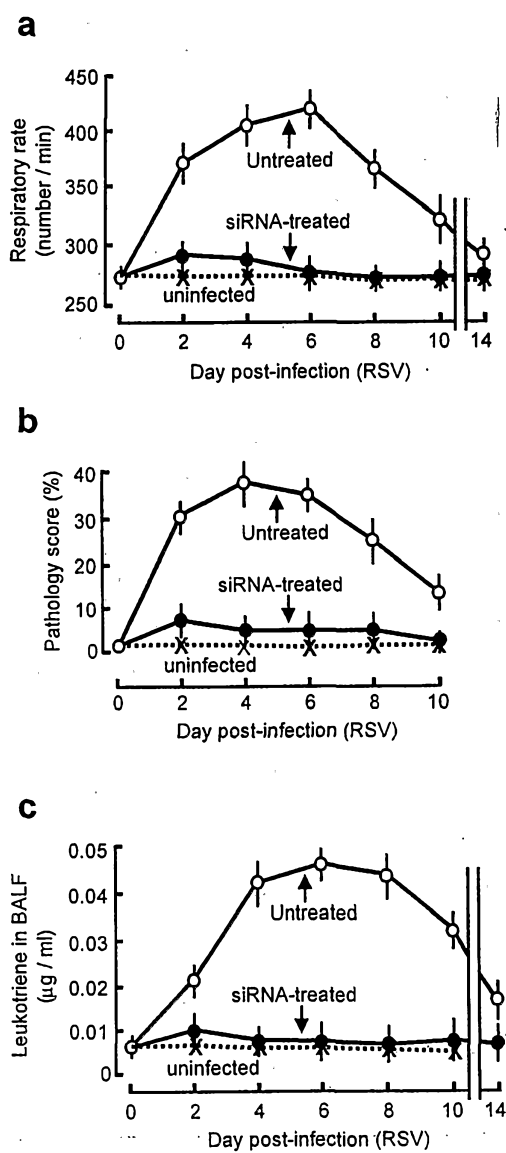 a
Respiratory rate
(number / min)
450
400
350
300
250
Untreated
siRNA-treated
uninfected
0 2 4 6 8 10 14
Day post-infection (RSV)
b
Pathology score (%)
40
30
20
10
0
Untreated
siRNA-treated
uninfected
0 2 4 6 8 10
Day post-infection (RSV)
c
Leukotriene in BALF
(µg / ml)
0.05
0.04
0.03
0.02
0.01
0
Untreated
siRNA-treated
uninfected
0 2 4 6 8 10 14
Day post-infection (RSV)